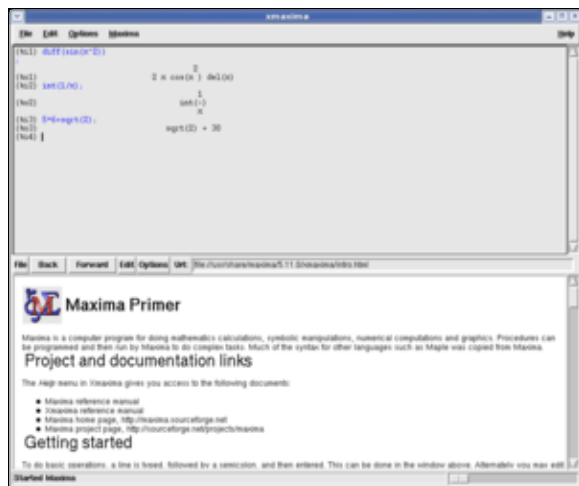 xmaxima
File Edit Options Maxima Help
(%i1) diff(sin(x^2))
;
2
(%o1) 2 x cos(x ) del(x)
(%i2) int(1/x);
1
(%o2) int(-)
x
(%i3) 5*6+sqrt(2);
(%o3) sqrt(2) + 30
(%i4)
File Back Forward Edit Options Url: file://usr/share/maxima/5.11.0/xmaxima/intro.html
Maxima Primer
Maxima is a computer program for doing mathematics calculations, symbolic manipulations, numerical computations and graphics. Procedures can
be programmed and then run by Maxima to do complex tasks. Much of the syntax for other languages such as Maple was copied from Maxima.
Project and documentation links
The Help menu in Xmaxima gives you access to the following documents:
Maxima reference manual
Xmaxima reference manual
Maxima home page, http://maxima.sourceforge.net
Maxima project page, http://sourceforge.net/projects/maxima
Getting started
To do basic operations, a line is typed, followed by a semicolon, and then entered. This can be done in the window above. Alternately you may edit
Started Maxima